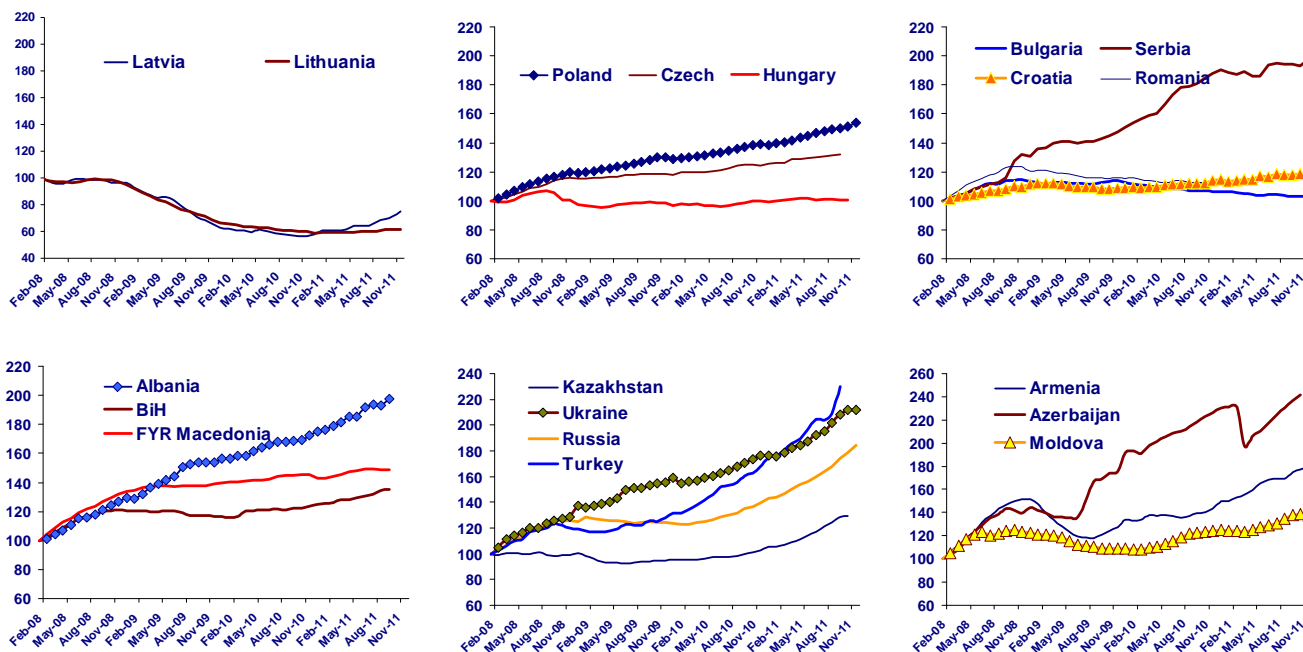 220
200
180
160
140
120
100
80
60
40
Latvia Lithuania
Feb-08 May-08 Aug-08 Nov-08 Feb-09 May-09 Aug-09 Nov-09 Feb-10 May-10 Aug-10 Nov-10 Feb-11 May-11 Aug-11 Nov-11
220
200
180
160
140
120
100
80
60
Poland Czech Hungary
Feb-08 May-08 Aug-08 Nov-08 Feb-09 May-09 Aug-09 Nov-09 Feb-10 May-10 Aug-10 Nov-10 Feb-11 May-11 Aug-11 Nov-11
220
200
180
160
140
120
100
80
60
Bulgaria Serbia
Croatia Romania
Feb-08 May-08 Aug-08 Nov-08 Feb-09 May-09 Aug-09 Nov-09 Feb-10 May-10 Aug-10 Nov-10 Feb-11 May-11 Aug-11 Nov-11
220
200
180
160
140
120
100
80
60
Albania
BiH
FYR Macedonia
Feb-08 May-08 Aug-08 Nov-08 Feb-09 May-09 Aug-09 Nov-09 Feb-10 May-10 Aug-10 Nov-10 Feb-11 May-11 Aug-11 Nov-11
240
220
200
180
160
140
120
100
80
60
Kazakhstan
Ukraine
Russia
Turkey
Feb-08 May-08 Aug-08 Nov-08 Feb-09 May-09 Aug-09 Nov-09 Feb-10 May-10 Aug-10 Nov-10 Feb-11 May-11 Aug-11 Nov-11
260
240
220
200
180
160
140
120
100
80
60
Armenia
Azerbaijan
Moldova
Feb-08 May-08 Aug-08 Nov-08 Feb-09 May-09 Aug-09 Nov-09 Feb-10 May-10 Aug-10 Nov-10 Feb-11 May-11 Aug-11 Nov-11